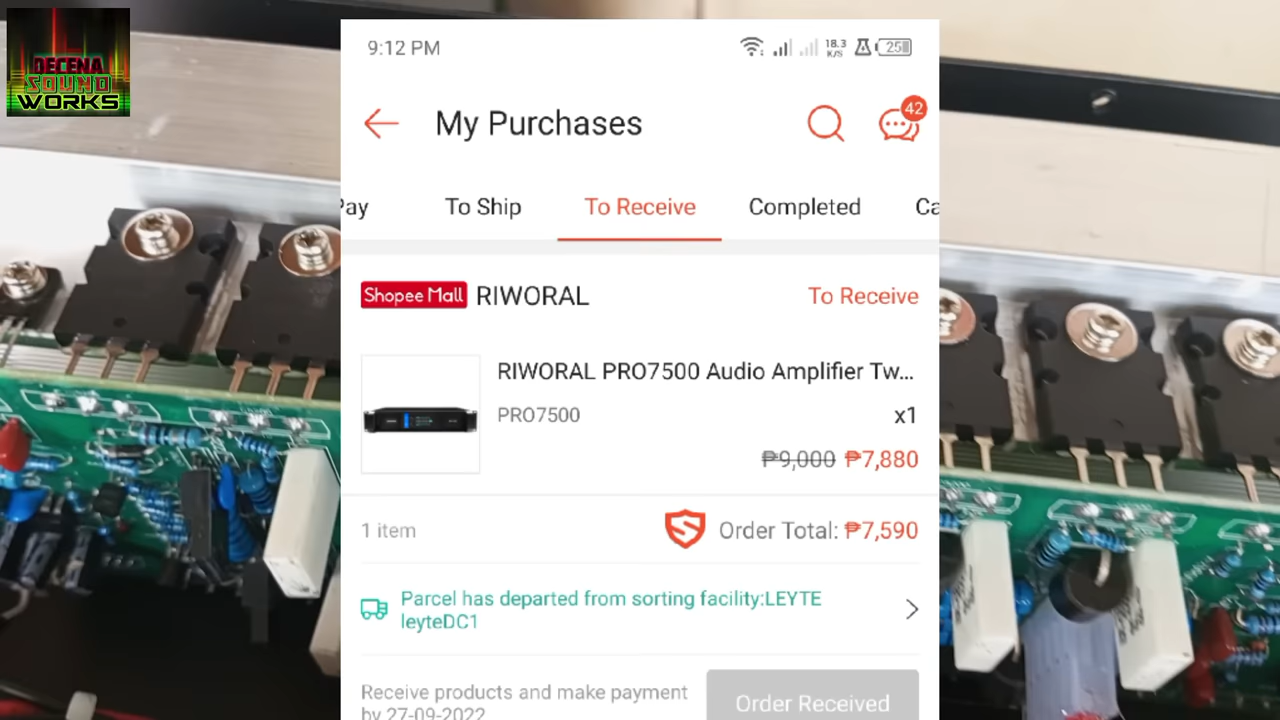 DECENA
SOUND
WORKS
9:12 PM
18.3
K/S
25
My Purchases
42
Pay
To Ship
To Receive
Completed
Ca
Shopee Mall
RIWORAL
To Receive
RIWORAL PRO7500 Audio Amplifier Tw...
PRO7500
x1
₱9,000 ₱7,880
1 item
Order Total: ₱7,590
Parcel has departed from sorting facility:LEYTE
leyteDC1
Receive products and make payment
by 27-09-2022
Order Received